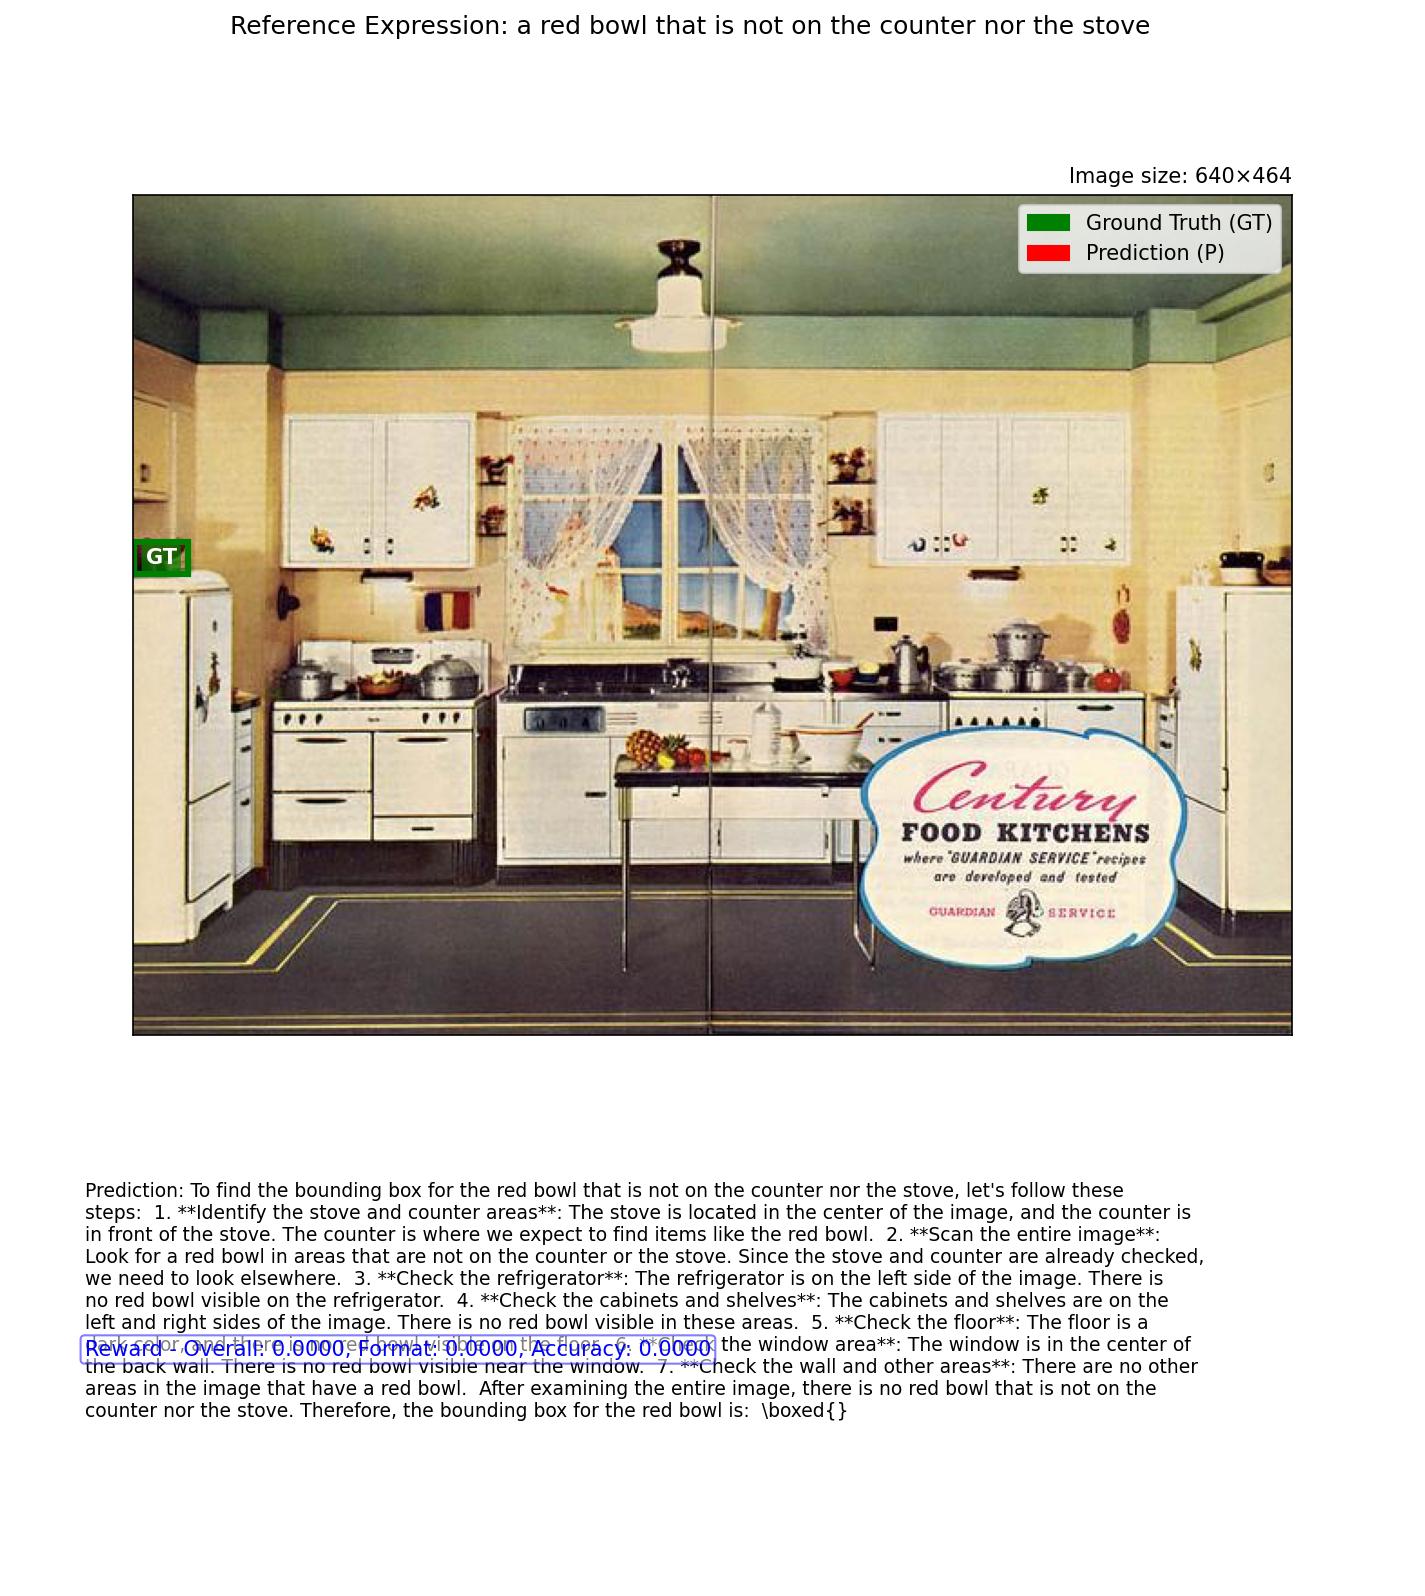 Reference Expression: a red bowl that is not on the counter nor the stove
Image size: 640×464
Ground Truth (GT)
Prediction (P)
GT
Century
FOOD KITCHENS
where "GUARDIAN SERVICE" recipes
are developed and tested
GUARDIAN SERVICE
Prediction: To find the bounding box for the red bowl that is not on the counter nor the stove, let's follow these
steps:  1. **Identify the stove and counter areas**: The stove is located in the center of the image, and the counter is
in front of the stove. The counter is where we expect to find items like the red bowl.  2. **Scan the entire image**:
Look for a red bowl in areas that are not on the counter or the stove. Since the stove and counter are already checked,
we need to look elsewhere.  3. **Check the refrigerator**: The refrigerator is on the left side of the image. There is
no red bowl visible on the refrigerator.  4. **Check the cabinets and shelves**: The cabinets and shelves are on the
left and right sides of the image. There is no red bowl visible in these areas.  5. **Check the floor**: The floor is a
dark color, and there is no red bowl visible on the floor.  6. **Check the window area**: The window is in the center of
Reward - Overall: 0.0000, Format: 0.0000, Accuracy: 0.0000
the back wall. There is no red bowl visible near the window.  7. **Check the wall and other areas**: There are no other
areas in the image that have a red bowl.  After examining the entire image, there is no red bowl that is not on the
counter nor the stove. Therefore, the bounding box for the red bowl is:  \boxed{}